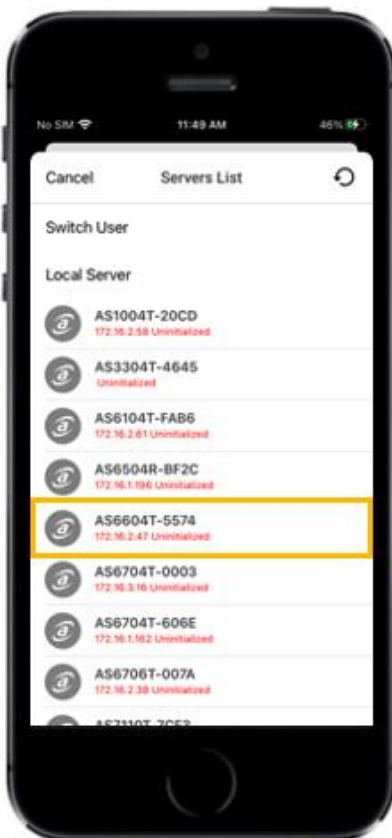 No SIM 11:49 AM 46%
Cancel Servers List
Switch User
Local Server
AS1004T-20CD
172.16.2.58 Uninitialized
AS3304T-4645
Uninitialized
AS6104T-FAB6
172.16.2.61 Uninitialized
AS6504R-BF2C
172.16.1.196 Uninitialized
AS6604T-5574
172.16.2.47 Uninitialized
AS6704T-0003
172.16.3.16 Uninitialized
AS6704T-606E
172.16.1.162 Uninitialized
AS6706T-007A
172.16.2.38 Uninitialized